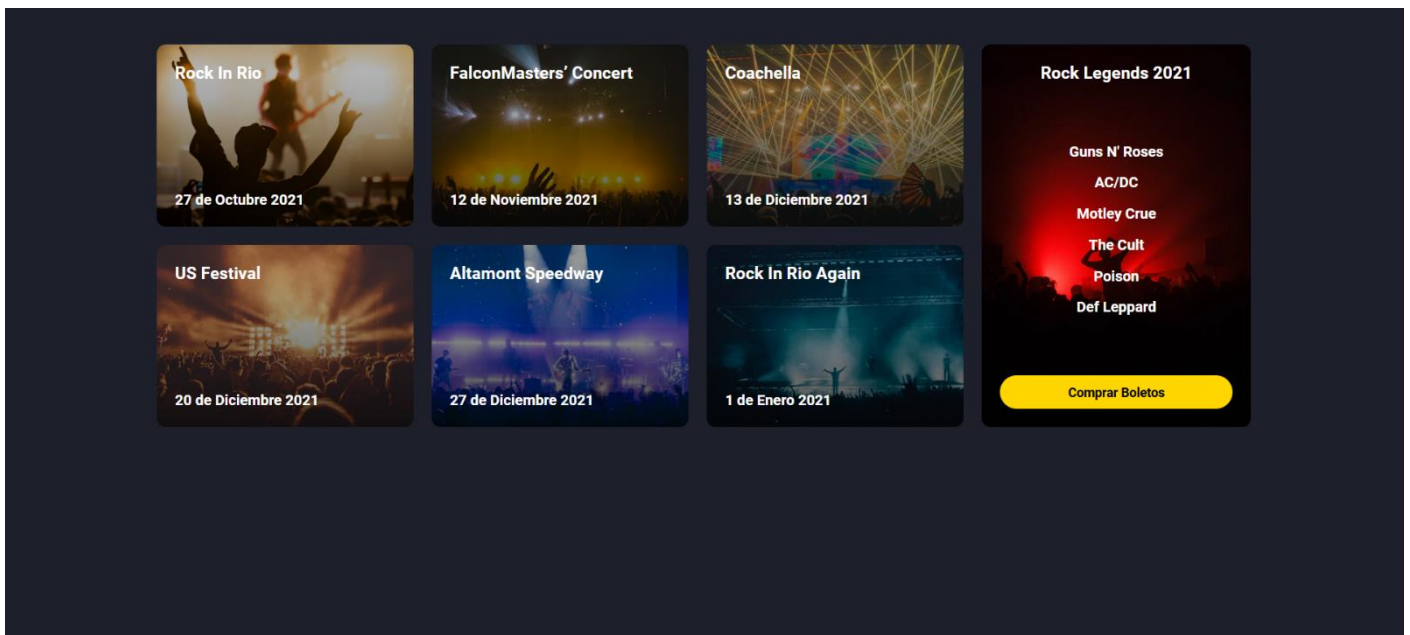 Rock In Rio
27 de Octubre 2021
FalconMasters’ Concert
12 de Noviembre 2021
Coachella
13 de Diciembre 2021
US Festival
20 de Diciembre 2021
Altamont Speedway
27 de Diciembre 2021
Rock In Rio Again
1 de Enero 2021
Rock Legends 2021
Guns N' Roses
AC/DC
Motley Crue
The Cult
Poison
Def Leppard
Comprar Boletos